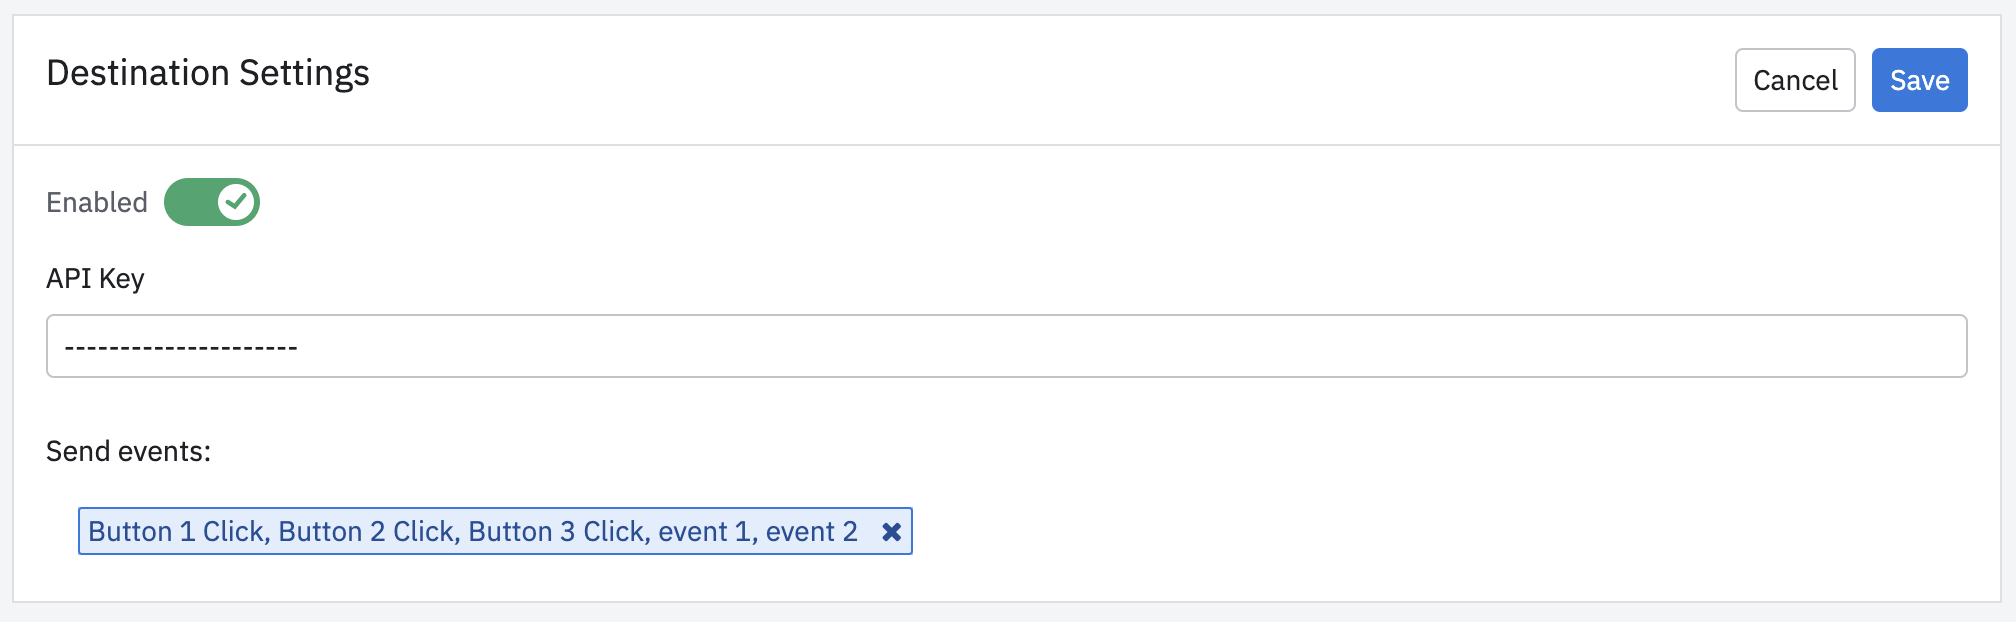 Destination Settings
Cancel
Save
Enabled
API Key
---------------------
Send events:
Button 1 Click, Button 2 Click, Button 3 Click, event 1, event 2